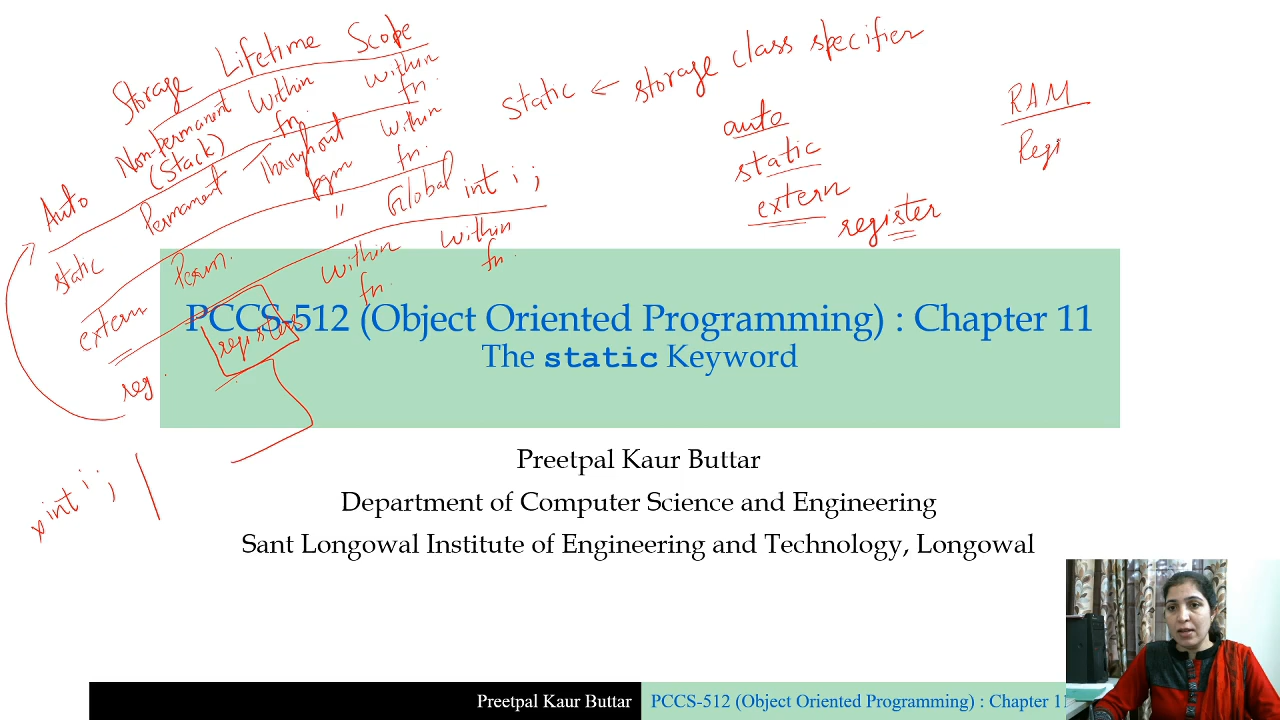 Storage Lifetime Scope
Auto Non-permanent (Stack) Within fn. within fn.
static Permanent Throughout pgm within fn.
extern Perm. " Global int i ;
reg. registers within fn. within fn.
int i ;
static ← storage class specifier
auto
static
extern
register
RAM
Regi
PCCS-512 (Object Oriented Programming) : Chapter 11
The static Keyword
Preetpal Kaur Buttar
Department of Computer Science and Engineering
Sant Longowal Institute of Engineering and Technology, Longowal
Preetpal Kaur Buttar PCCS-512 (Object Oriented Programming) : Chapter 11